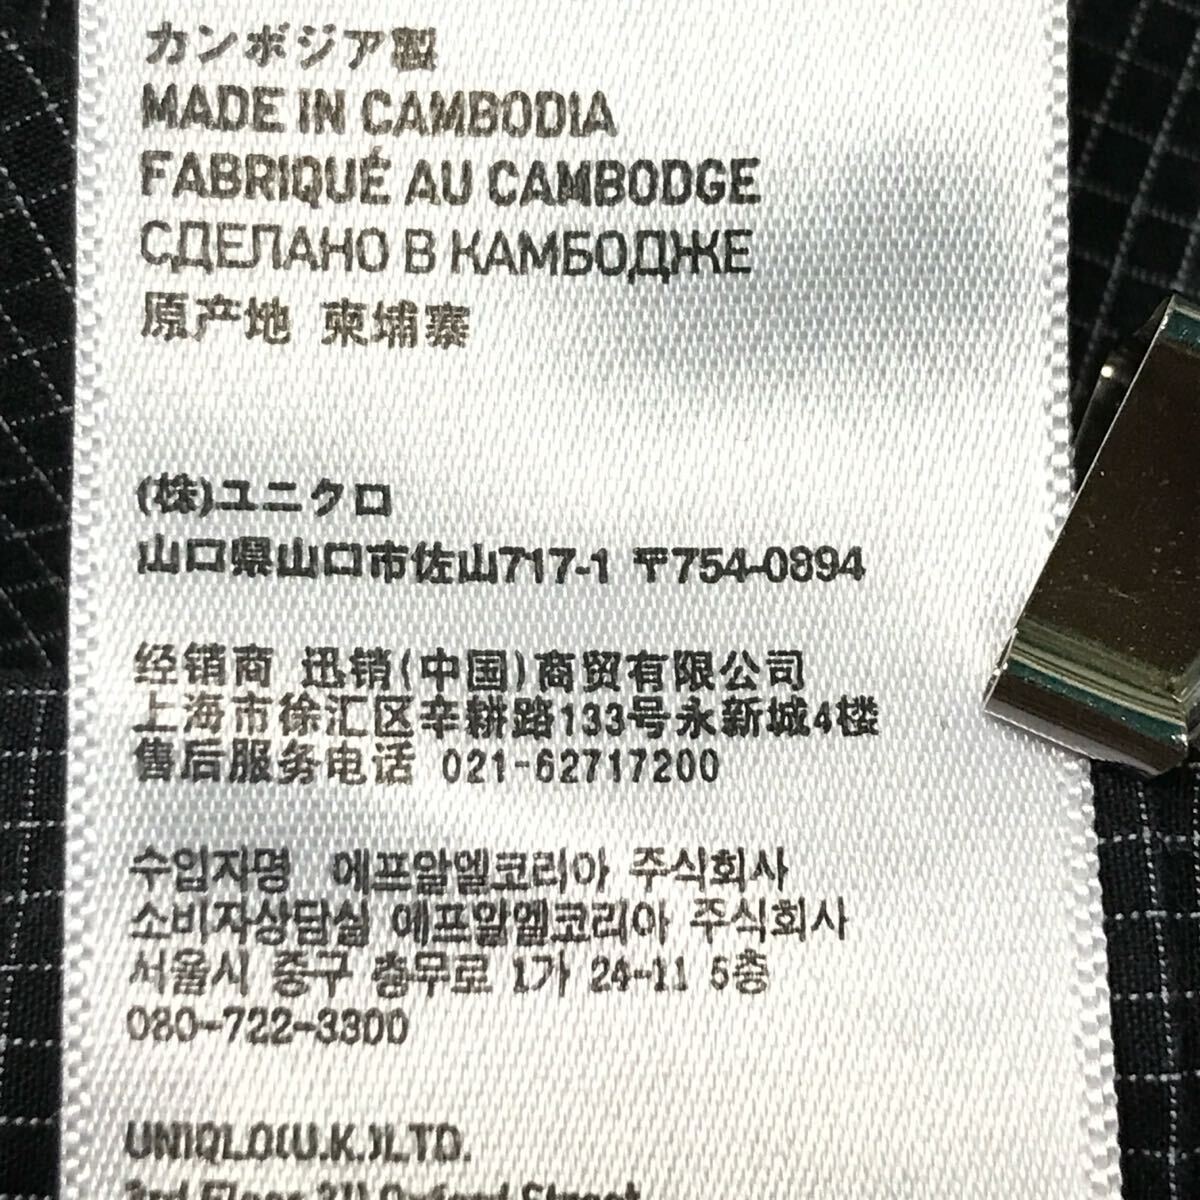 カンボジア製
MADE IN CAMBODIA
FABRIQUÉ AU CAMBODGE
СДЕЛАНО В КАМБОДЖЕ
原产地 柬埔寨
(株)ユニクロ
山口県山口市佐山717-1 〒754-0894
经销商 迅销(中国)商贸有限公司
上海市徐汇区辛耕路133号永新城4楼
售后服务电话 021-62717200
수입자명 에프알엘코리아 주식회사
소비자상담실 에프알엘코리아 주식회사
서울시 중구 충무로 1가 24-11 5층
080-722-3300
UNIQLO(U.K.)LTD.
3rd Floor 311 Oxford Street